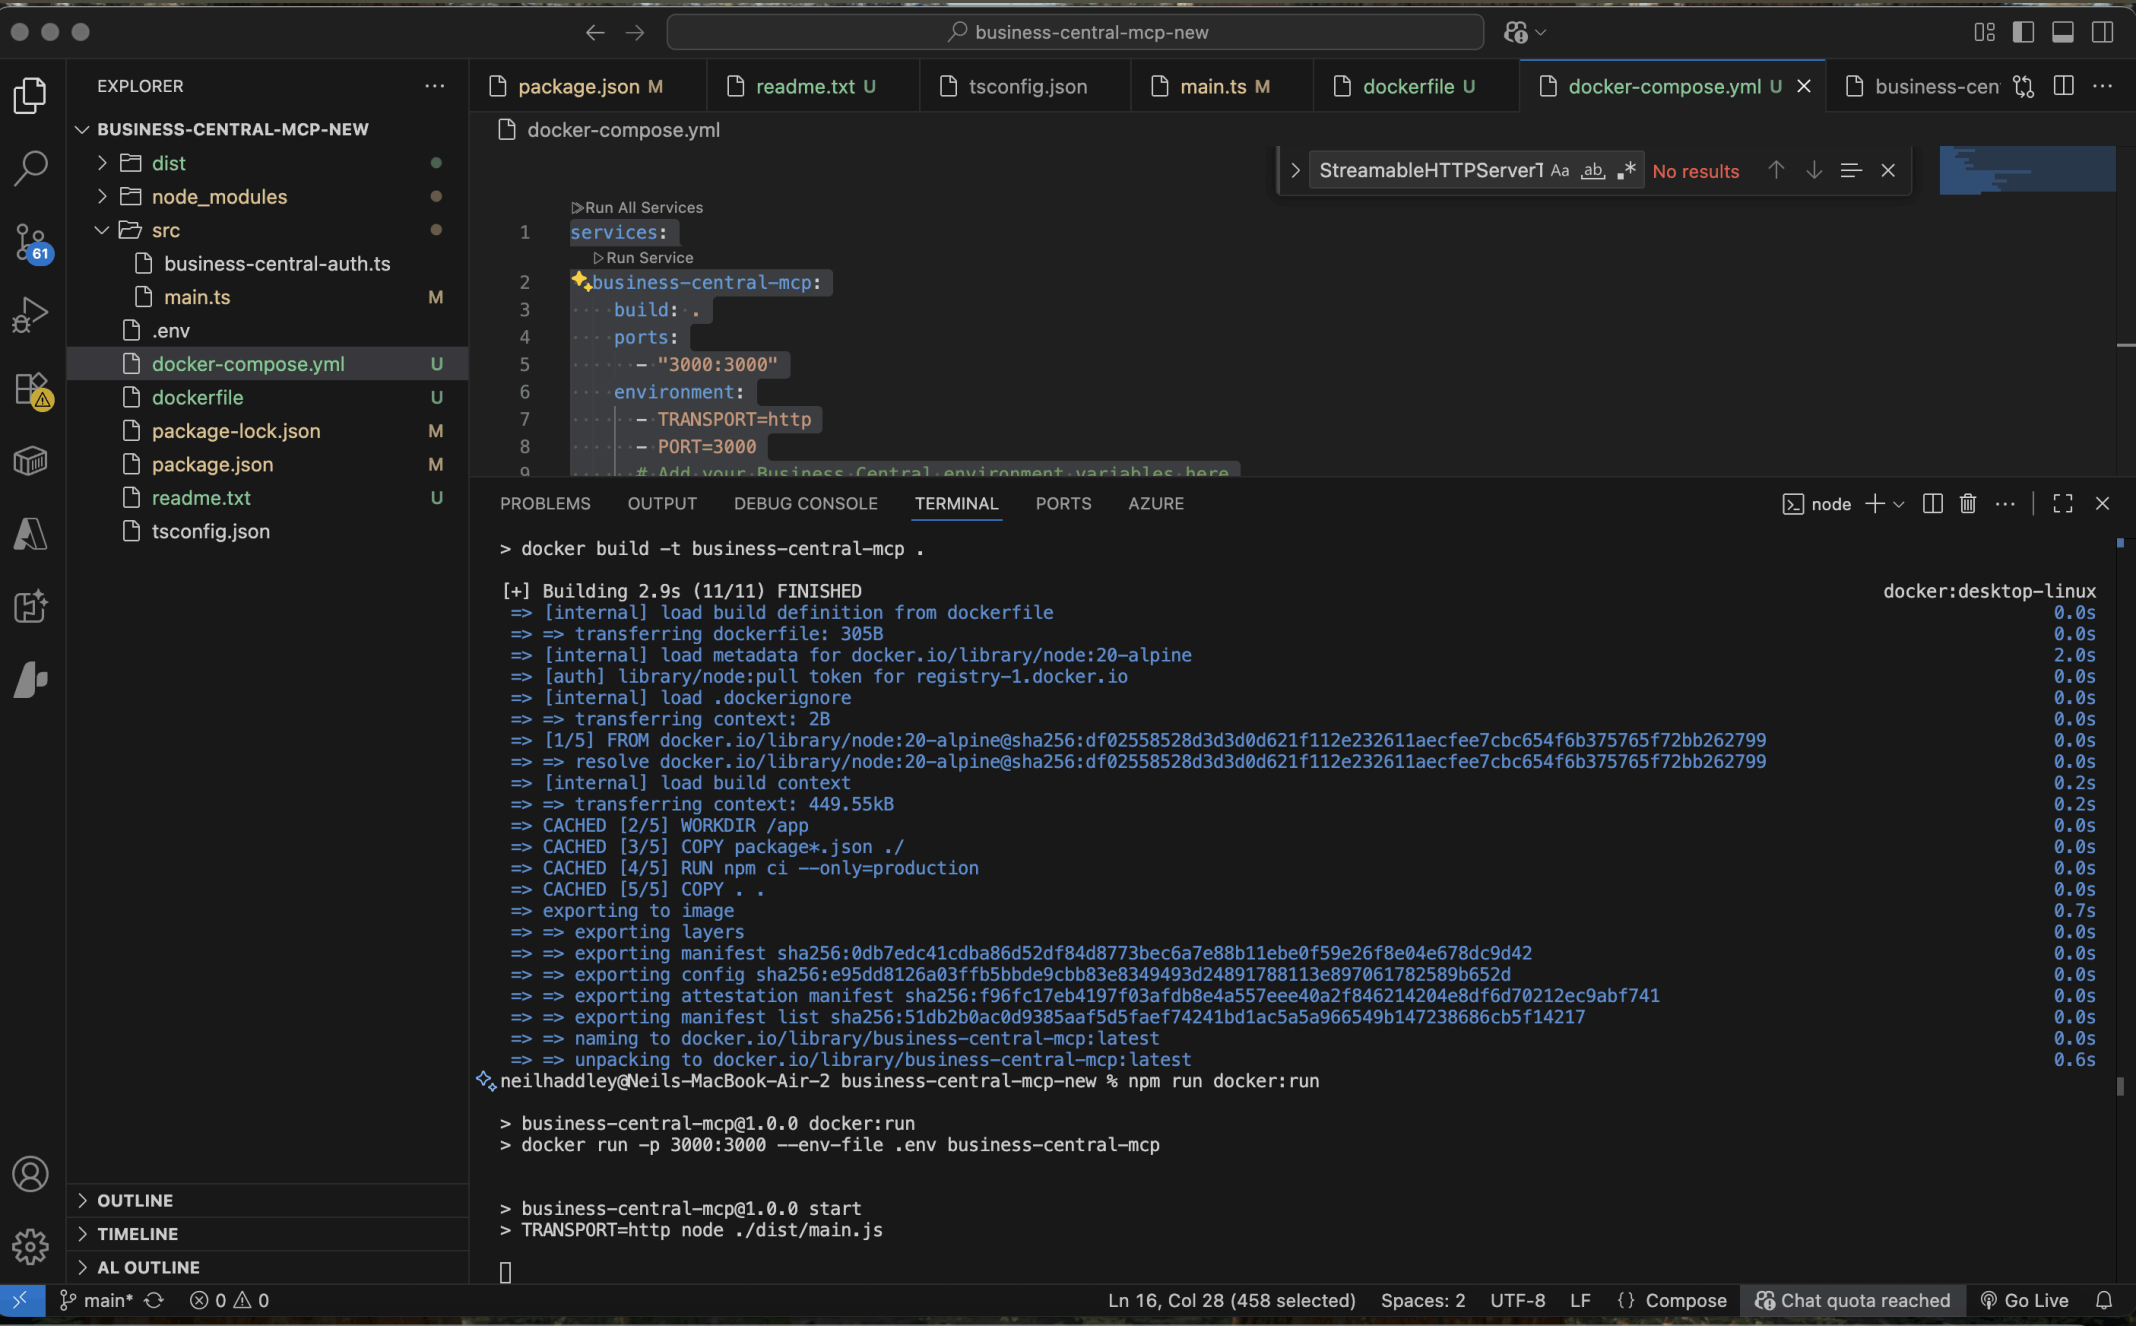 business-central-mcp-new
EXPLORER
BUSINESS-CENTRAL-MCP-NEW
dist
node_modules
src
business-central-auth.ts
main.ts M
.env
docker-compose.yml U
dockerfile U
package-lock.json M
package.json M
readme.txt U
tsconfig.json
OUTLINE
TIMELINE
AL OUTLINE
61
package.json M
readme.txt U
tsconfig.json
main.ts M
dockerfile U
docker-compose.yml U
business-cen
docker-compose.yml
StreamableHTTPServerT Aa ab .* No results
Run All Services
1 services:
Run Service
2 business-central-mcp:
3 build: .
4 ports:
5 - "3000:3000"
6 environment:
7 - TRANSPORT=http
8 - PORT=3000
9 # Add your Business Central environment variables here
PROBLEMS OUTPUT DEBUG CONSOLE TERMINAL PORTS AZURE
node
> docker build -t business-central-mcp .
[+] Building 2.9s (11/11) FINISHED docker:desktop-linux
=> [internal] load build definition from dockerfile 0.0s
=> => transferring dockerfile: 305B 0.0s
=> [internal] load metadata for docker.io/library/node:20-alpine 2.0s
=> [auth] library/node:pull token for registry-1.docker.io 0.0s
=> [internal] load .dockerignore 0.0s
=> => transferring context: 2B 0.0s
=> [1/5] FROM docker.io/library/node:20-alpine@sha256:df02558528d3d3d0d621f112e232611aecfee7cbc654f6b375765f72bb262799 0.0s
=> => resolve docker.io/library/node:20-alpine@sha256:df02558528d3d3d0d621f112e232611aecfee7cbc654f6b375765f72bb262799 0.0s
=> [internal] load build context 0.2s
=> => transferring context: 449.55kB 0.2s
=> CACHED [2/5] WORKDIR /app 0.0s
=> CACHED [3/5] COPY package*.json ./ 0.0s
=> CACHED [4/5] RUN npm ci --only=production 0.0s
=> CACHED [5/5] COPY . . 0.0s
=> exporting to image 0.7s
=> => exporting layers 0.0s
=> => exporting manifest sha256:0db7edc41cdba86d52df84d8773bec6a7e88b11ebe0f59e26f8e04e678dc9d42 0.0s
=> => exporting config sha256:e95dd8126a03ffb5bbde9cbb83e8349493d24891788113e897061782589b652d 0.0s
=> => exporting attestation manifest sha256:f96fc17eb4197f03afdb8e4a557eee40a2f846214204e8df6d70212ec9abf741 0.0s
=> => exporting manifest list sha256:51db2b0ac0d9385aaf5d5faef74241bd1ac5a5a966549b147238686cb5f14217 0.0s
=> => naming to docker.io/library/business-central-mcp:latest 0.0s
=> => unpacking to docker.io/library/business-central-mcp:latest 0.6s
neilhaddley@Neils-MacBook-Air-2 business-central-mcp-new % npm run docker:run
> business-central-mcp@1.0.0 docker:run
> docker run -p 3000:3000 --env-file .env business-central-mcp
> business-central-mcp@1.0.0 start
> TRANSPORT=http node ./dist/main.js
main* 0 0 Ln 16, Col 28 (458 selected) Spaces: 2 UTF-8 LF {} Compose Chat quota reached Go Live